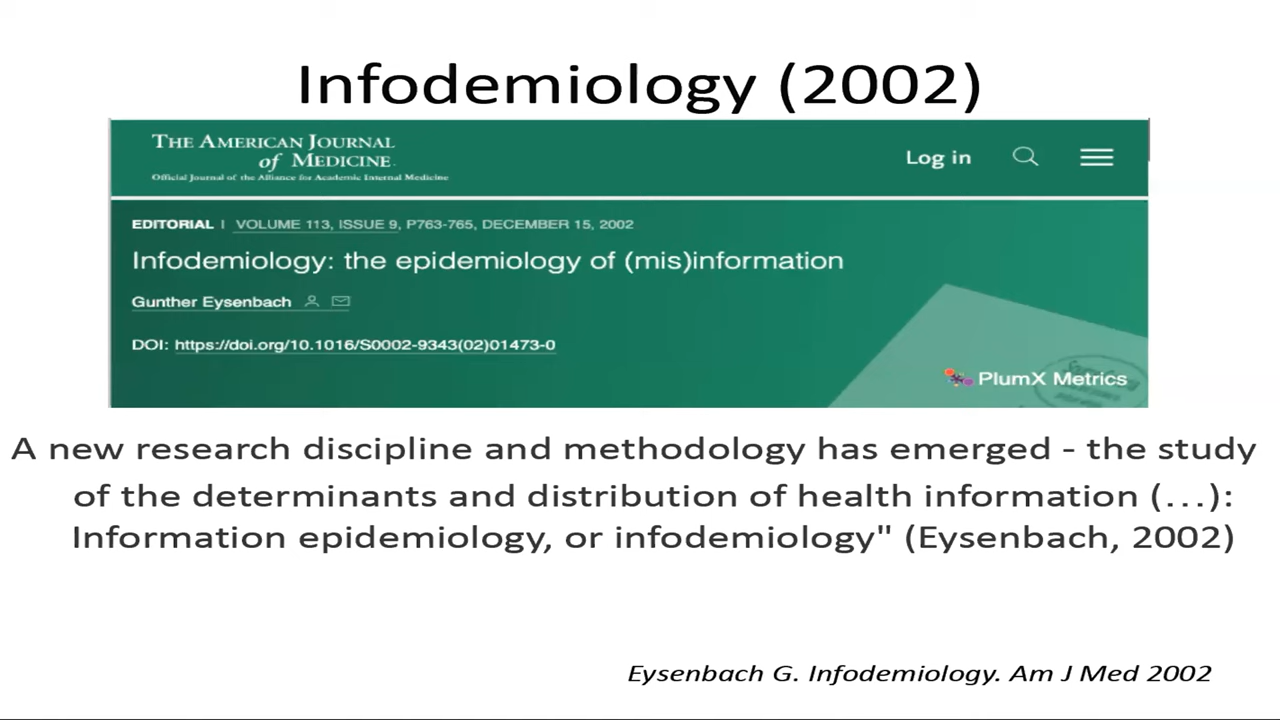 Infodemiology (2002)
THE AMERICAN JOURNAL
of MEDICINE.
Official Journal of the Alliance for Academic Internal Medicine
Log in
EDITORIAL | VOLUME 113, ISSUE 9, P763-765, DECEMBER 15, 2002
Infodemiology: the epidemiology of (mis)information
Gunther Eysenbach
DOI: https://doi.org/10.1016/S0002-9343(02)01473-0
PlumX Metrics
A new research discipline and methodology has emerged - the study
of the determinants and distribution of health information (...):
Information epidemiology, or infodemiology" (Eysenbach, 2002)
Eysenbach G. Infodemiology. Am J Med 2002